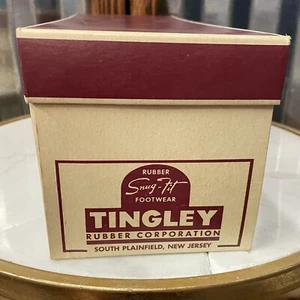 RUBBER
Snug-Fit
FOOTWEAR
TINGLEY
RUBBER CORPORATION
SOUTH PLAINFIELD, NEW JERSEY